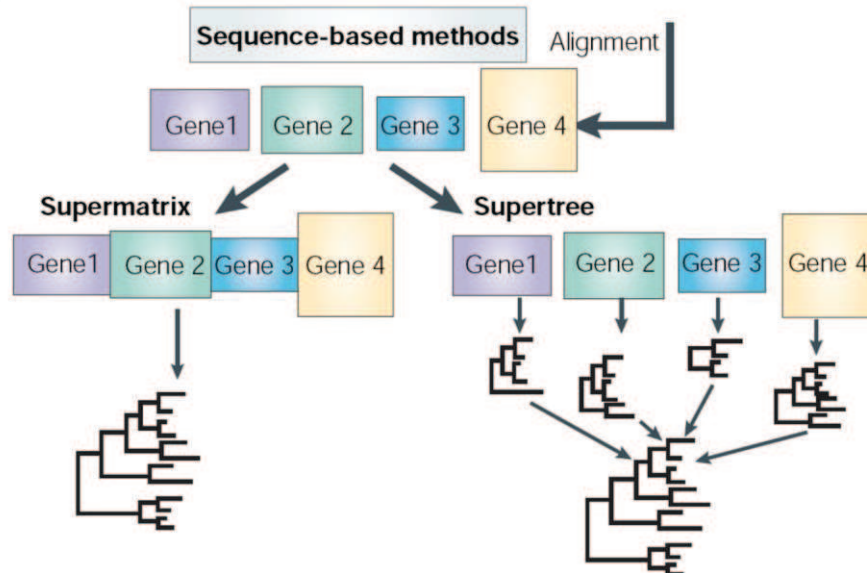 Sequence-based methods
Alignment
Gene1
Gene 2
Gene 3
Gene 4
Supermatrix
Supertree
Gene1
Gene 2
Gene 3
Gene 4
Gene1
Gene 2
Gene 3
Gene 4